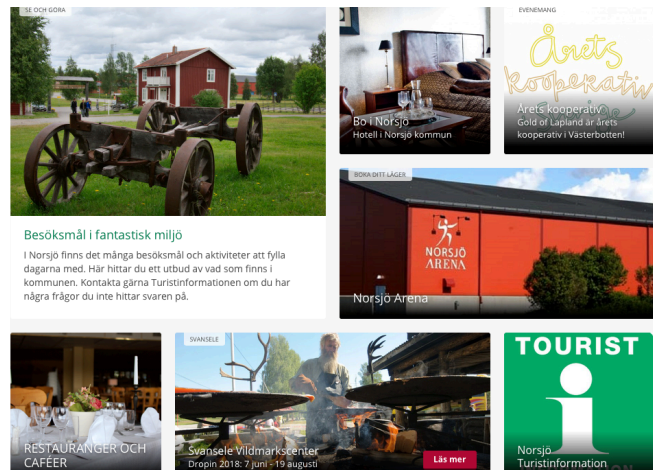 SE OCH GÖRA
Besöksmål i fantastisk miljö
I Norsjö finns det många besöksmål och aktiviteter att fylla
dagarna med. Här hittar du ett utbud av vad som finns i
kommunen. Kontakta gärna Turistinformationen om du har
några frågor du inte hittar svaren på.
Bo i Norsjö
Hotell i Norsjö kommun
EVENEMANG
Årets
kooperativ
Årets kooperativ
Gold of Lapland är årets
kooperativ i Västerbotten!
BOKA DITT LÄGER
NORSJÖ
ARENA
Norsjö Arena
RESTAURANGER OCH
CAFÉER
SVANSELE
Svansele Vildmarkscenter
Dropin 2018: 7 juni - 19 augusti
Läs mer
TOURIST
Norsjö
Turistinformation